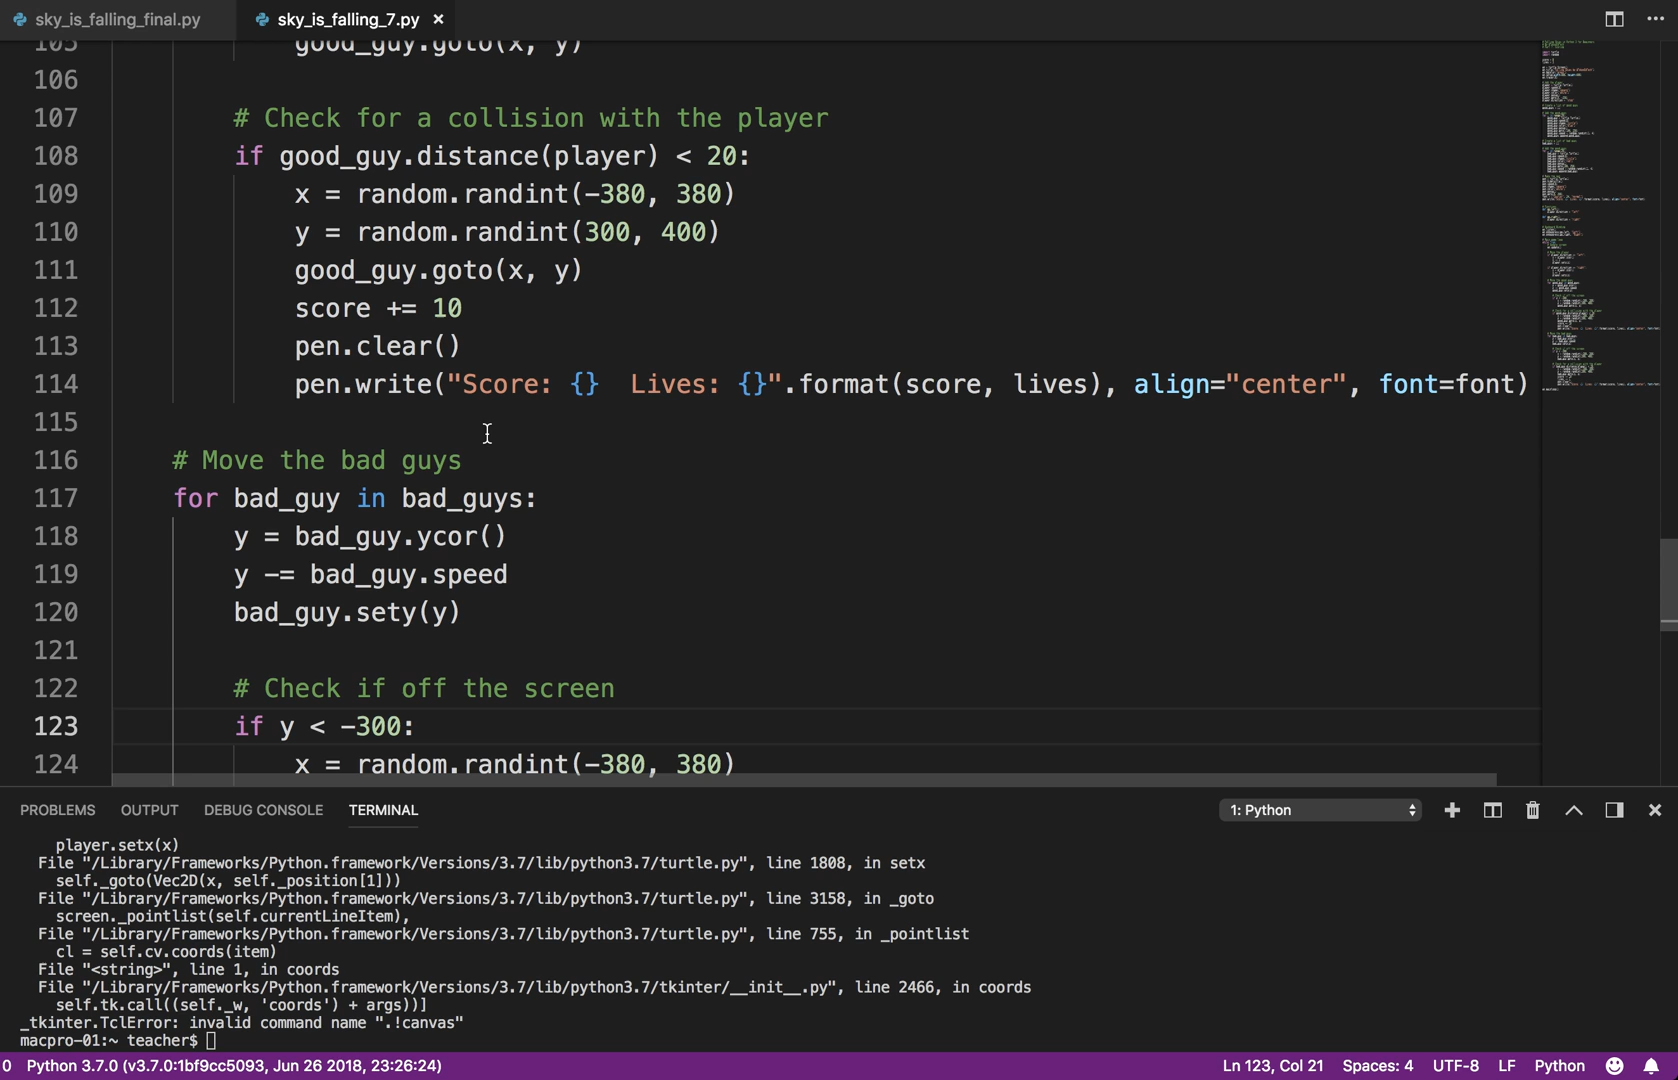 sky_is_falling_final.py
sky_is_falling_7.py
105 good_guy.goto(x, y)
106
107 # Check for a collision with the player
108 if good_guy.distance(player) < 20:
109 x = random.randint(-380, 380)
110 y = random.randint(300, 400)
111 good_guy.goto(x, y)
112 score += 10
113 pen.clear()
114 pen.write("Score: {}  Lives: {}".format(score, lives), align="center", font=font)
115
116 # Move the bad guys
117 for bad_guy in bad_guys:
118 y = bad_guy.ycor()
119 y -= bad_guy.speed
120 bad_guy.sety(y)
121
122 # Check if off the screen
123 if y < -300:
124 x = random.randint(-380, 380)
PROBLEMS OUTPUT DEBUG CONSOLE TERMINAL 1: Python
player.setx(x)
File "/Library/Frameworks/Python.framework/Versions/3.7/lib/python3.7/turtle.py", line 1808, in setx
self._goto(Vec2D(x, self._position[1]))
File "/Library/Frameworks/Python.framework/Versions/3.7/lib/python3.7/turtle.py", line 3158, in _goto
screen._pointlist(self.currentLineItem),
File "/Library/Frameworks/Python.framework/Versions/3.7/lib/python3.7/turtle.py", line 755, in _pointlist
cl = self.cv.coords(item)
File "<string>", line 1, in coords
File "/Library/Frameworks/Python.framework/Versions/3.7/lib/python3.7/tkinter/__init__.py", line 2466, in coords
self.tk.call((self._w, 'coords') + args))]
_tkinter.TclError: invalid command name ".!canvas"
macpro-01:~ teacher$
0 Python 3.7.0 (v3.7.0:1bf9cc5093, Jun 26 2018, 23:26:24) Ln 123, Col 21 Spaces: 4 UTF-8 LF Python